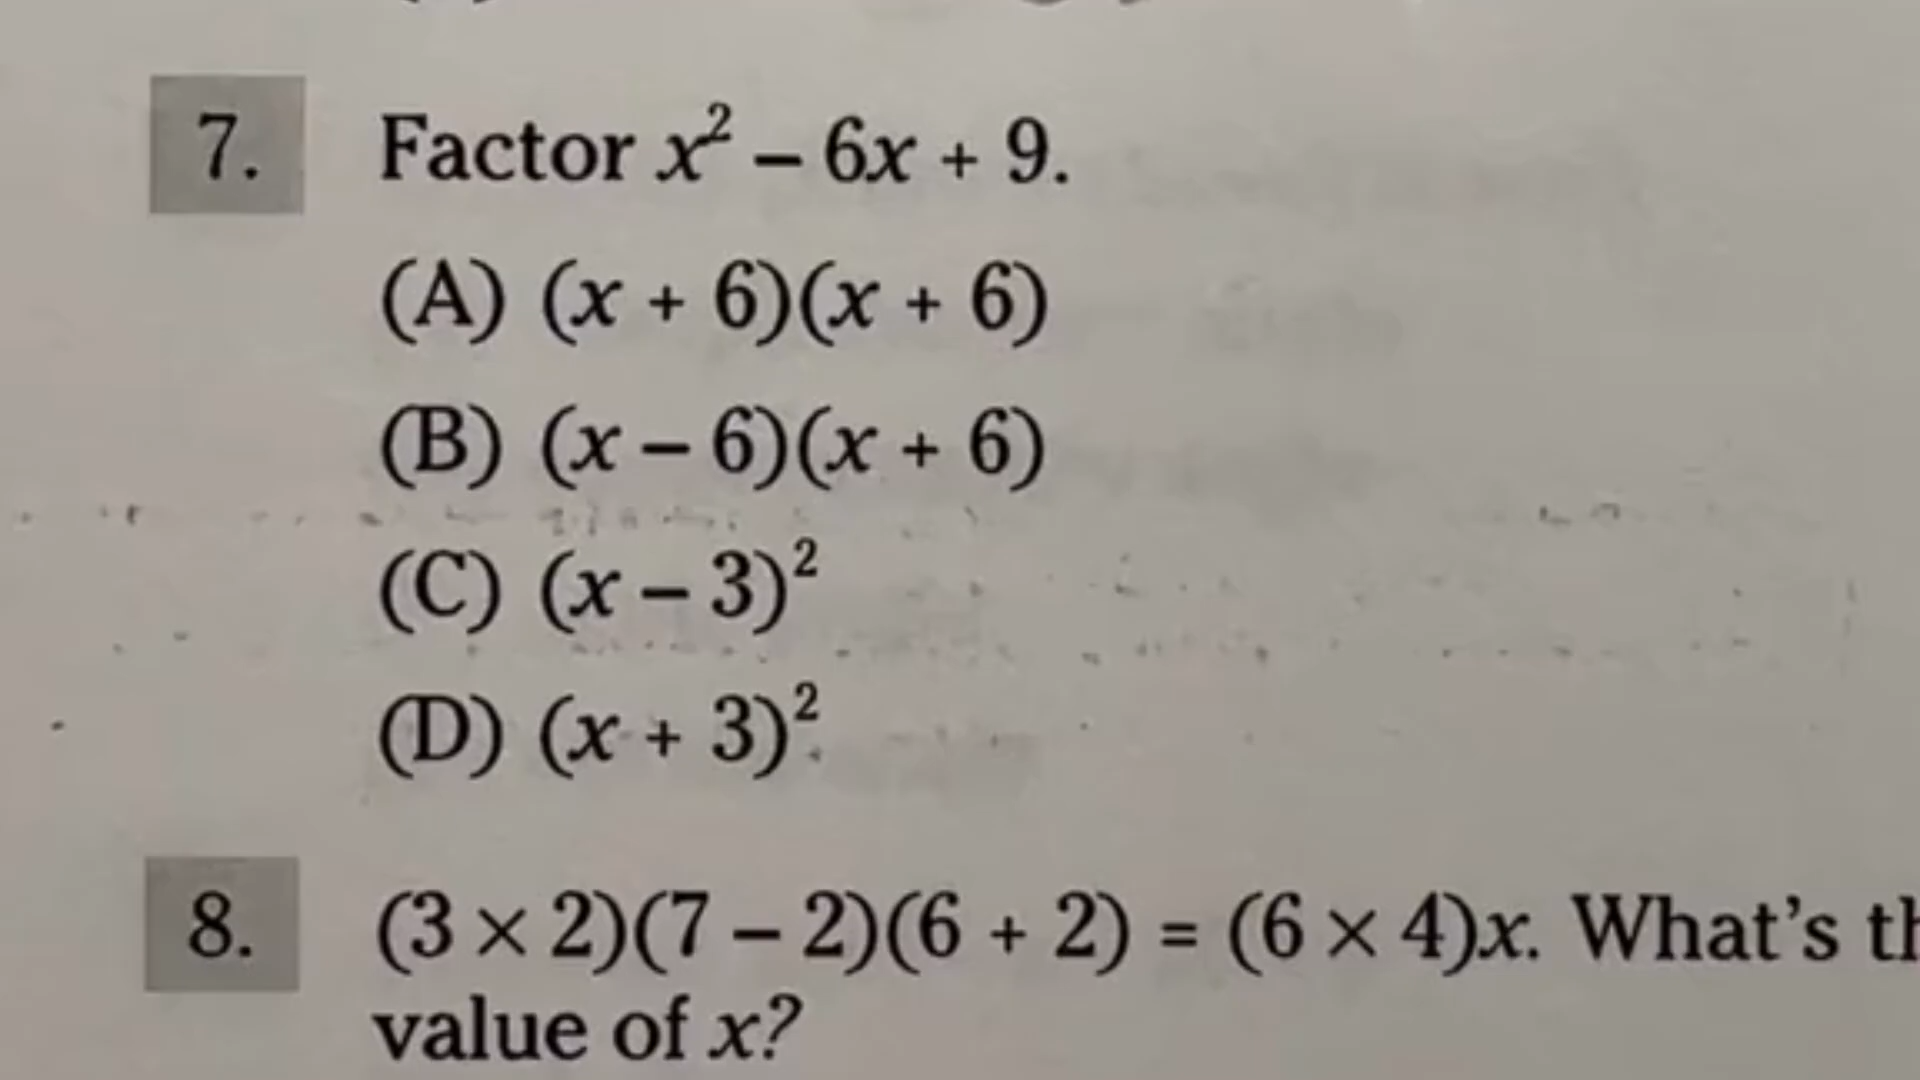 7. Factor x² – 6x + 9.
(A) (x + 6)(x + 6)
(B) (x – 6)(x + 6)
(C) (x – 3)²
(D) (x + 3)²
8. (3 × 2)(7 – 2)(6 + 2) = (6 × 4)x. What's
value of x?